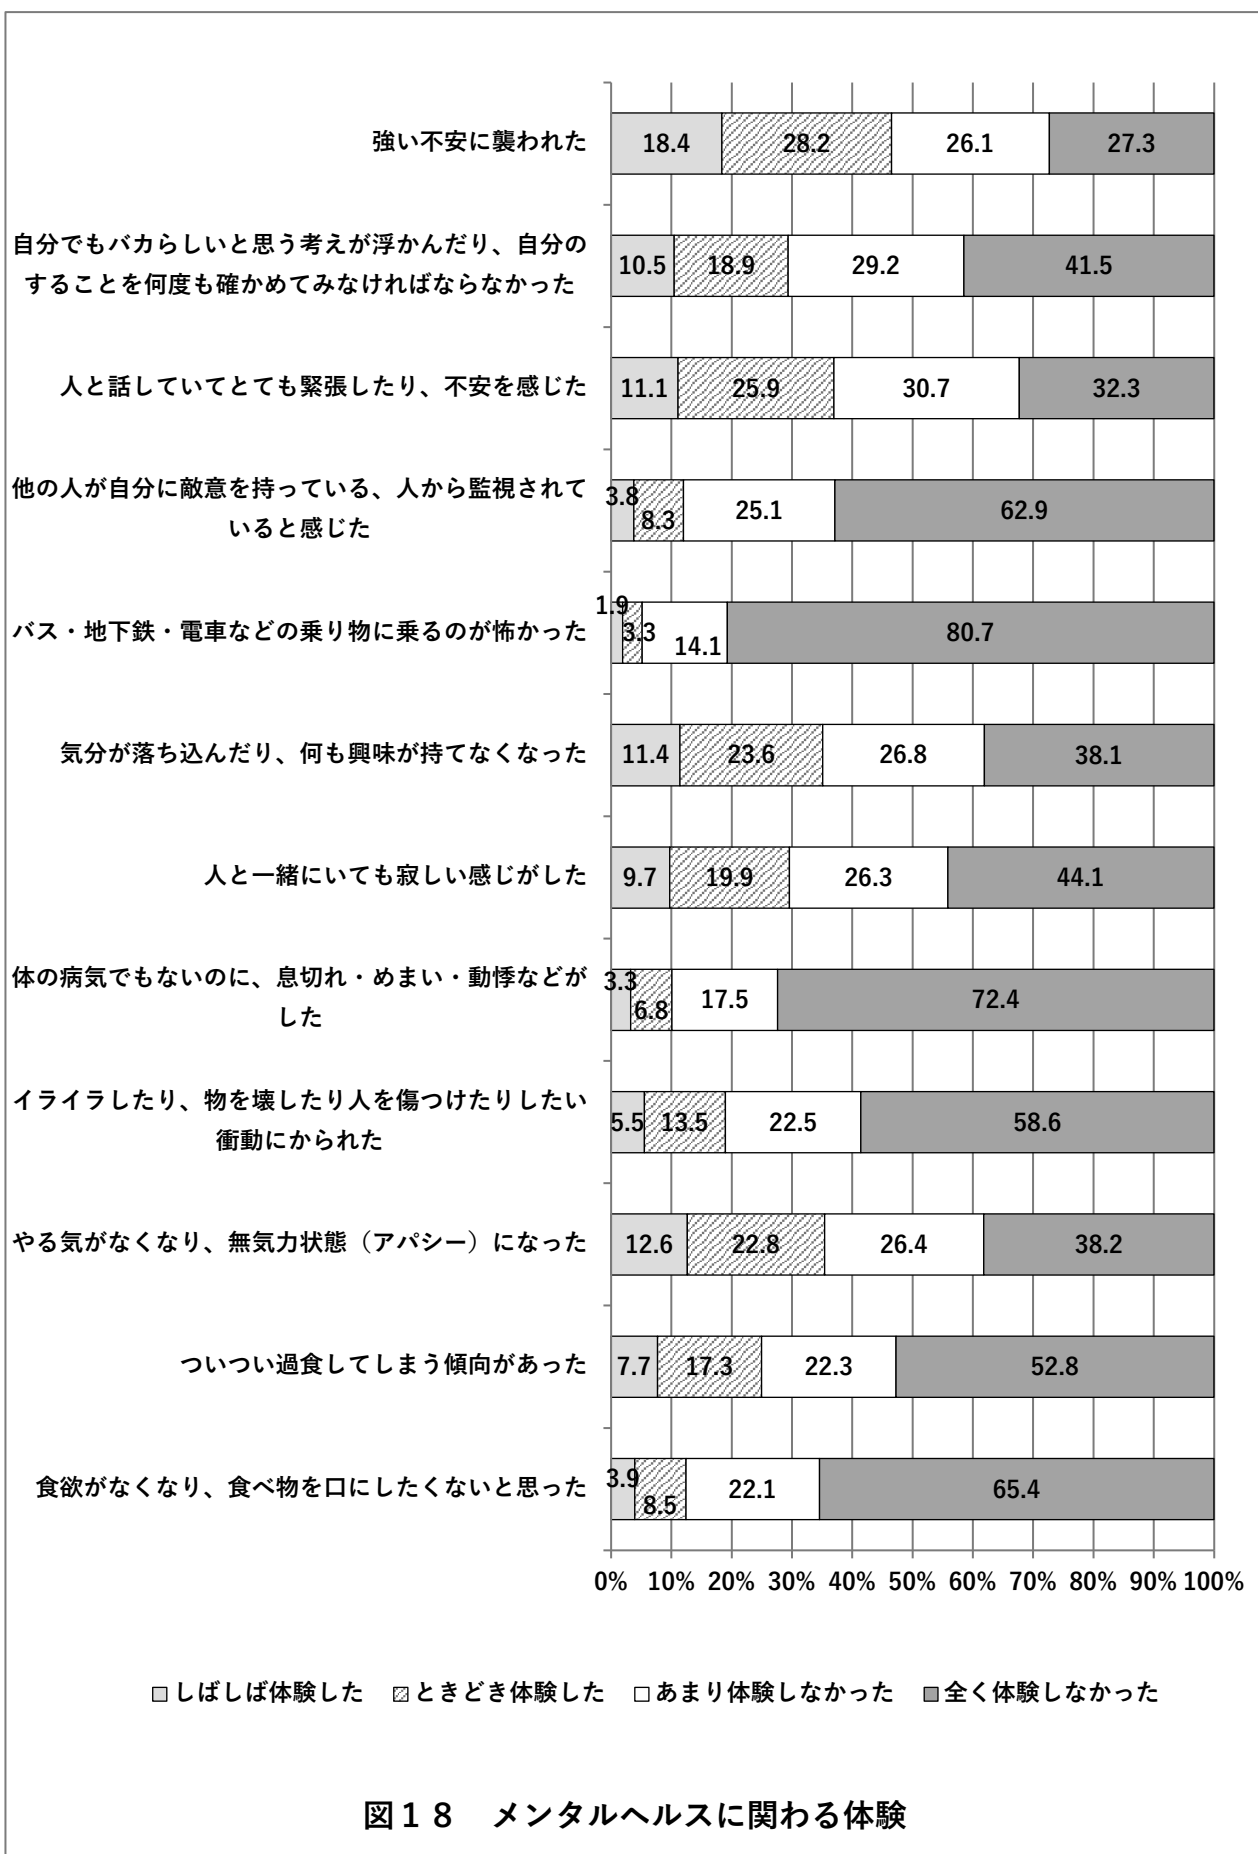 強い不安に襲われた
18.4 28.2 26.1 27.3
自分でもバカらしいと思う考えが浮かんだり、自分の
することを何度も確かめてみなければならなかった
10.5 18.9 29.2 41.5
人と話していてとても緊張したり、不安を感じた
11.1 25.9 30.7 32.3
他の人が自分に敵意を持っている、人から監視されて
いると感じた
3.8 8.3 25.1 62.9
バス・地下鉄・電車などの乗り物に乗るのが怖かった
1.9 3.3 14.1 80.7
気分が落ち込んだり、何も興味が持てなくなった
11.4 23.6 26.8 38.1
人と一緒にいても寂しい感じがした
9.7 19.9 26.3 44.1
体の病気でもないのに、息切れ・めまい・動悸などが
した
3.3 6.8 17.5 72.4
イライラしたり、物を壊したり人を傷つけたりしたい
衝動にかられた
5.5 13.5 22.5 58.6
やる気がなくなり、無気力状態（アパシー）になった
12.6 22.8 26.4 38.2
ついつい過食してしまう傾向があった
7.7 17.3 22.3 52.8
食欲がなくなり、食べ物を口にしたくないと思った
3.9 8.5 22.1 65.4
0% 10% 20% 30% 40% 50% 60% 70% 80% 90% 100%
しばしば体験した ときどき体験した あまり体験しなかった 全く体験しなかった
図１８　メンタルヘルスに関わる体験